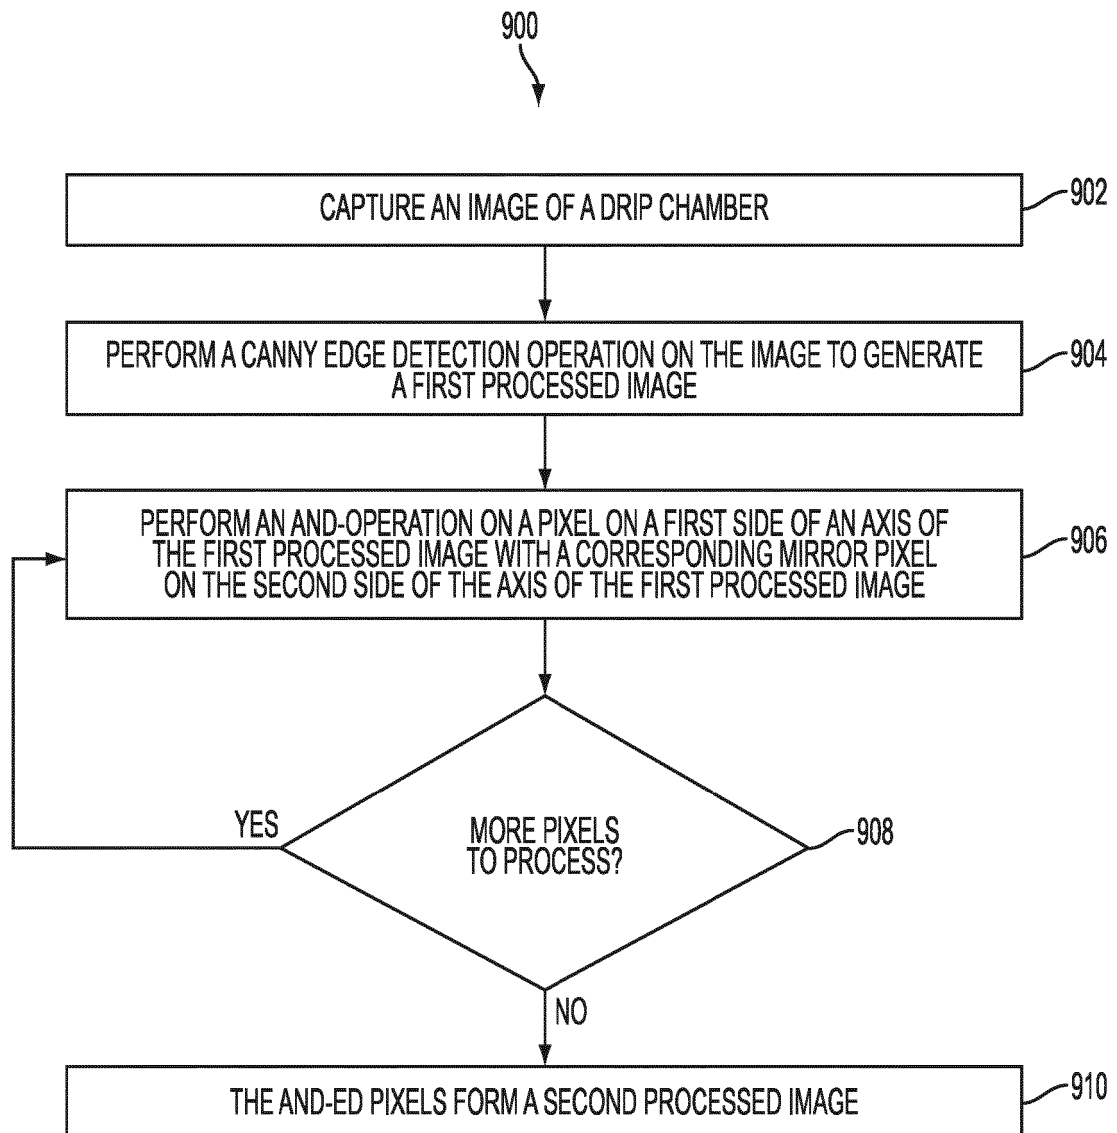 900
CAPTURE AN IMAGE OF A DRIP CHAMBER
902
PERFORM A CANNY EDGE DETECTION OPERATION ON THE IMAGE TO GENERATE
A FIRST PROCESSED IMAGE
904
PERFORM AN AND-OPERATION ON A PIXEL ON A FIRST SIDE OF AN AXIS OF
THE FIRST PROCESSED IMAGE WITH A CORRESPONDING MIRROR PIXEL
ON THE SECOND SIDE OF THE AXIS OF THE FIRST PROCESSED IMAGE
906
YES
MORE PIXELS
TO PROCESS?
908
NO
THE AND-ED PIXELS FORM A SECOND PROCESSED IMAGE
910